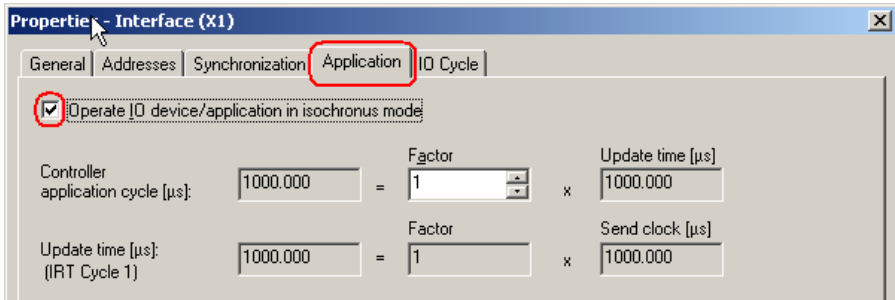 Properties - Interface (X1)
General Addresses Synchronization Application IO Cycle
Operate IO device/application in isochronus mode
Factor Update time [µs]
Controller
application cycle [µs]: 1000.000 = 1 x 1000.000
Factor Send clock [µs]
Update time [µs]: 1000.000 = 1 x 1000.000
(IRT Cycle 1)